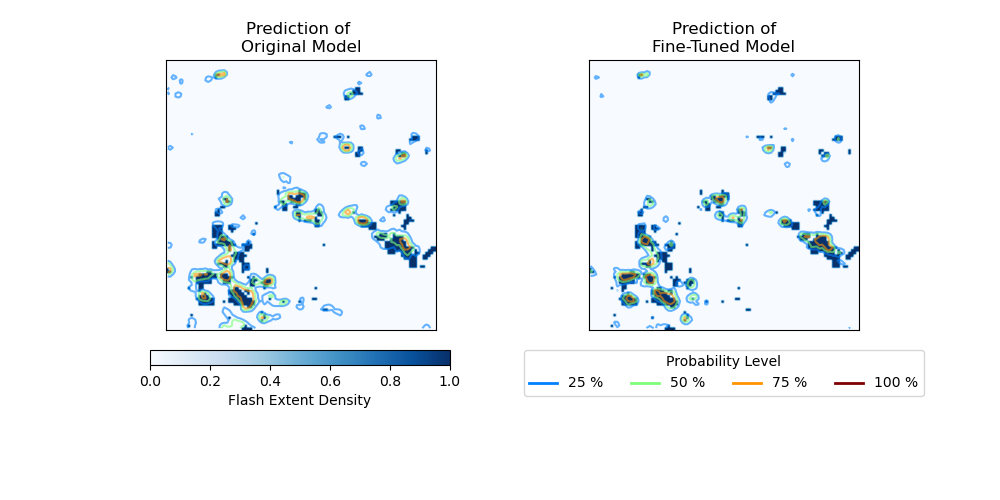 Prediction of
Original Model
Prediction of
Fine-Tuned Model
0.0 0.2 0.4 0.6 0.8 1.0
Flash Extent Density
Probability Level
25 % 50 % 75 % 100 %